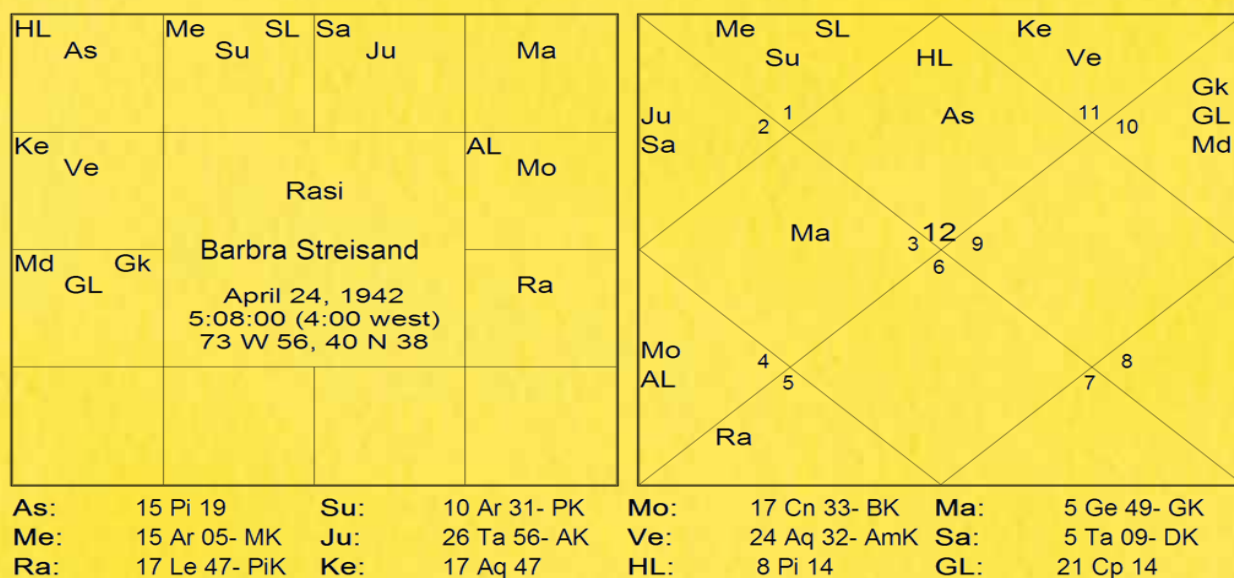 HL
As
Me SL
Su
Sa
Ju
Ma
Ke
Ve
AL
Mo
Md Gk
GL
Ra
Rasi
Barbra Streisand
April 24, 1942
5:08:00 (4:00 west)
73 W 56, 40 N 38
Me SL
Su
HL
Ke
Ve
Ju
Sa
2
1
As
11
10
Gk
GL
Md
Ma
3
12
9
6
Mo
AL
4
5
8
7
Ra
As: 15 Pi 19 Su: 10 Ar 31- PK Mo: 17 Cn 33- BK Ma: 5 Ge 49- GK
Me: 15 Ar 05- MK Ju: 26 Ta 56- AK Ve: 24 Aq 32- AmK Sa: 5 Ta 09- DK
Ra: 17 Le 47- PiK Ke: 17 Aq 47 HL: 8 Pi 14 GL: 21 Cp 14